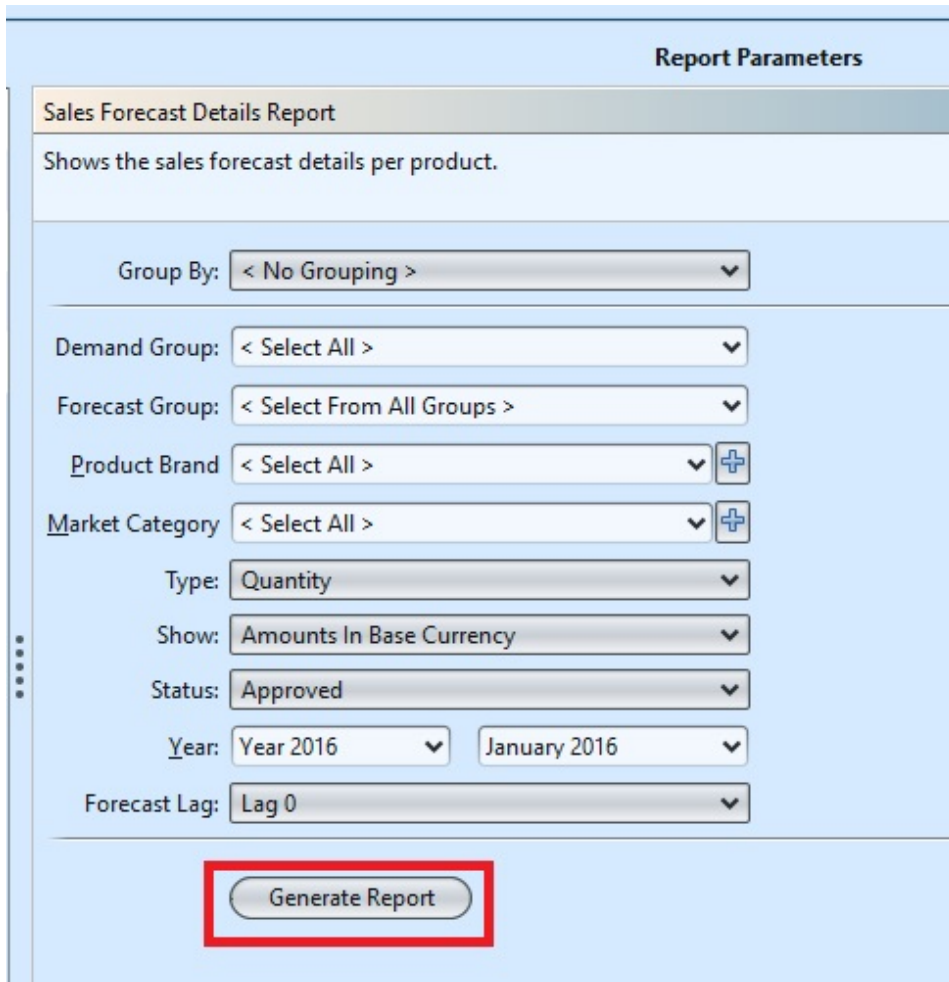 Report Parameters
Sales Forecast Details Report
Shows the sales forecast details per product.
Group By: < No Grouping >
Demand Group: < Select All >
Forecast Group: < Select From All Groups >
Product Brand < Select All >
Market Category < Select All >
Type: Quantity
Show: Amounts In Base Currency
Status: Approved
Year: Year 2016 January 2016
Forecast Lag: Lag 0
Generate Report